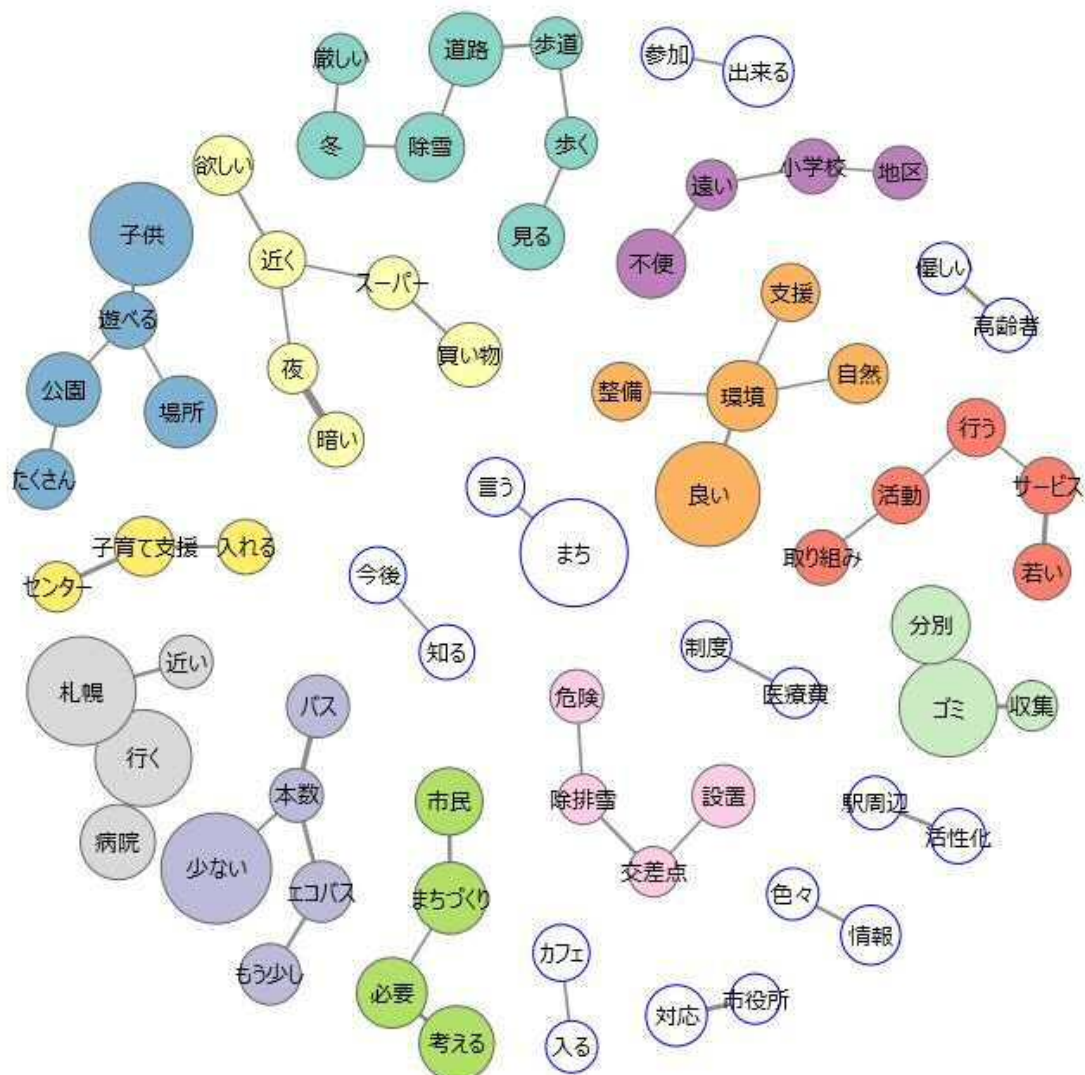 厳しい
道路
歩道
参加
出来る
冬
除雪
歩く
見る
欲しい
近く
スーパー
買い物
夜
暗い
子供
遊べる
公園
場所
たくさん
遠い
小学校
地区
不便
優しい
高齢者
支援
整備
環境
自然
良い
行う
活動
サービス
取り組み
若い
言う
まち
子育て支援
入れる
センター
今後
知る
制度
医療費
分別
ゴミ
収集
札幌
近い
行く
病院
バス
本数
少ない
エコバス
もう少し
市民
まちづくり
必要
考える
危険
除排雪
設置
交差点
駅周辺
活性化
色々
情報
カフェ
入る
対応
市役所